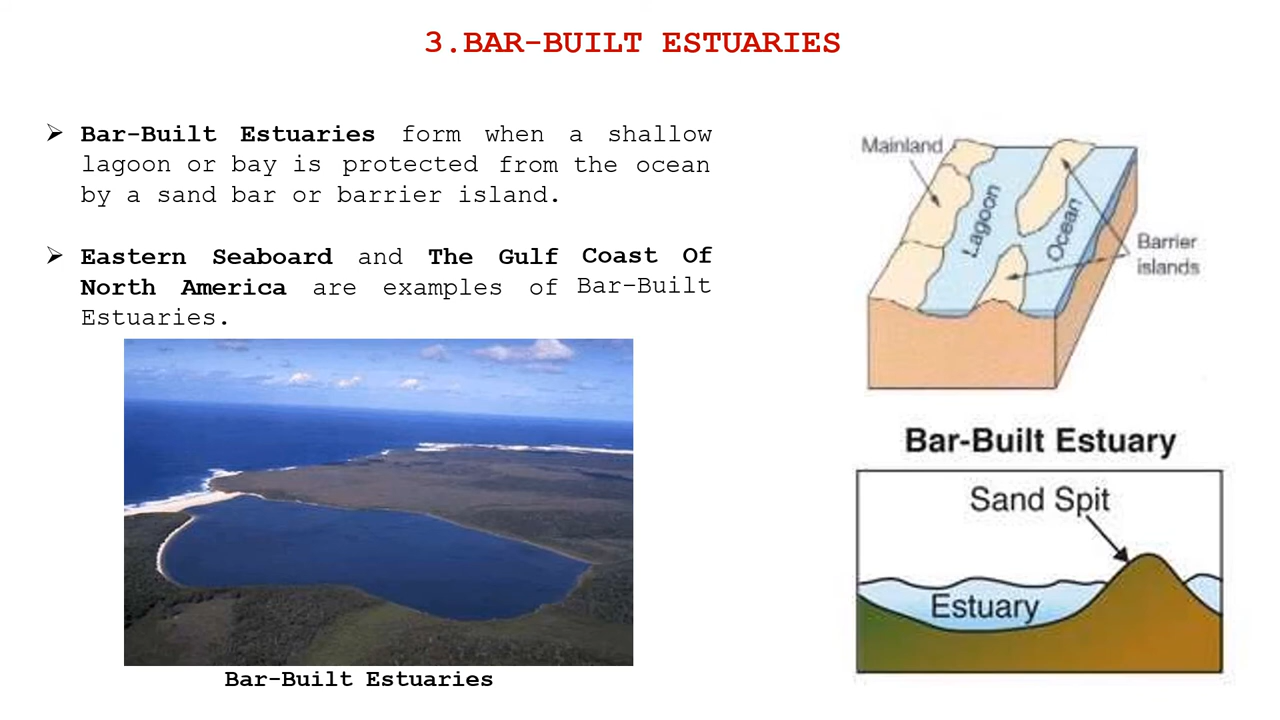 3.BAR-BUILT ESTUARIES
➢ Bar-Built Estuaries form when a shallow
lagoon or bay is protected from the ocean
by a sand bar or barrier island.
➢ Eastern Seaboard and The Gulf Coast Of
North America are examples of Bar-Built
Estuaries.
Bar-Built Estuaries
Mainland
Lagoon
Ocean
Barrier
islands
Bar-Built Estuary
Sand Spit
Estuary